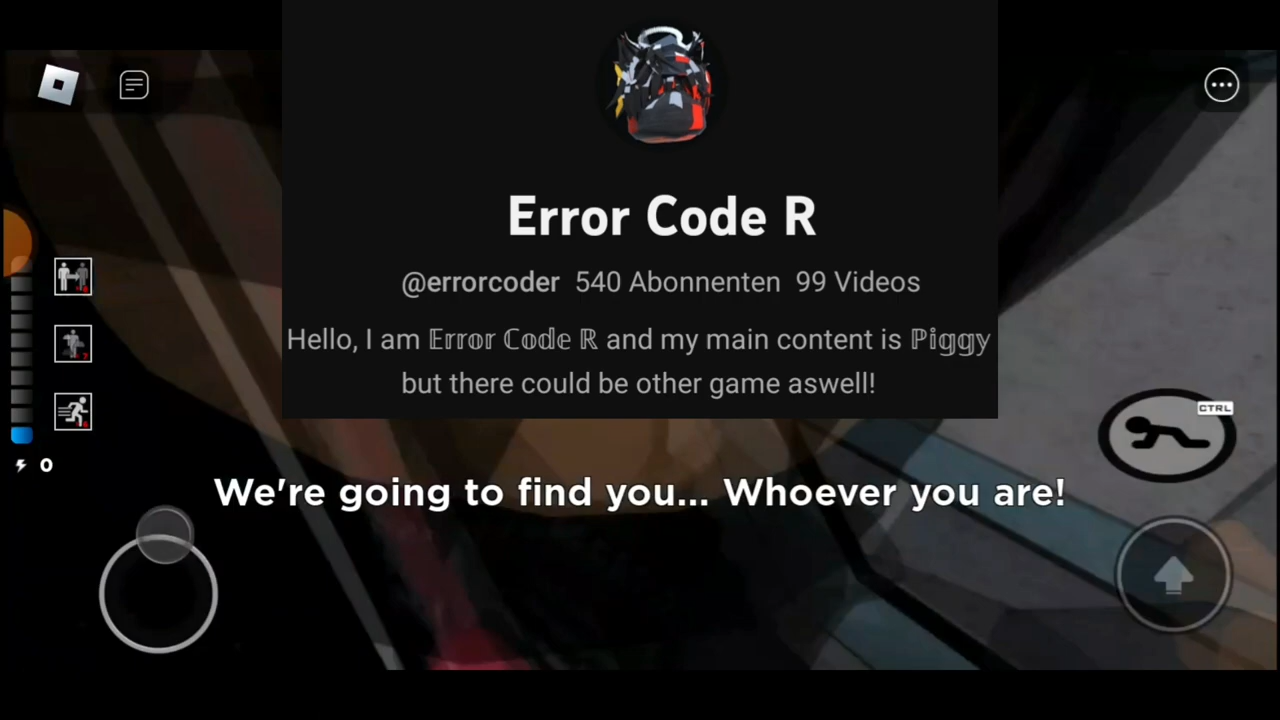 Error Code R
@errorcoder 540 Abonnenten 99 Videos
Hello, I am 𝔼𝕣𝕣𝕠𝕣 ℂ𝕠𝕕𝕖 ℝ and my main content is ℙ𝕚𝕘𝕘𝕪
but there could be other game aswell!
CTRL
0
We're going to find you... Whoever you are!